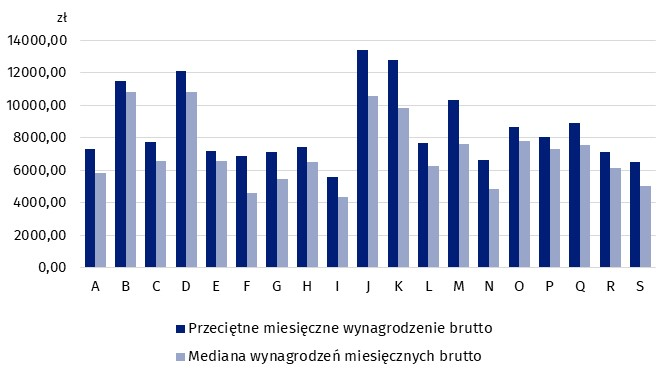 zł
14000,00
12000,00
10000,00
8000,00
6000,00
4000,00
2000,00
0,00
A B C D E F G H I J K L M N O P Q R S
Przeciętne miesięczne wynagrodzenie brutto
Mediana wynagrodzeń miesięcznych brutto